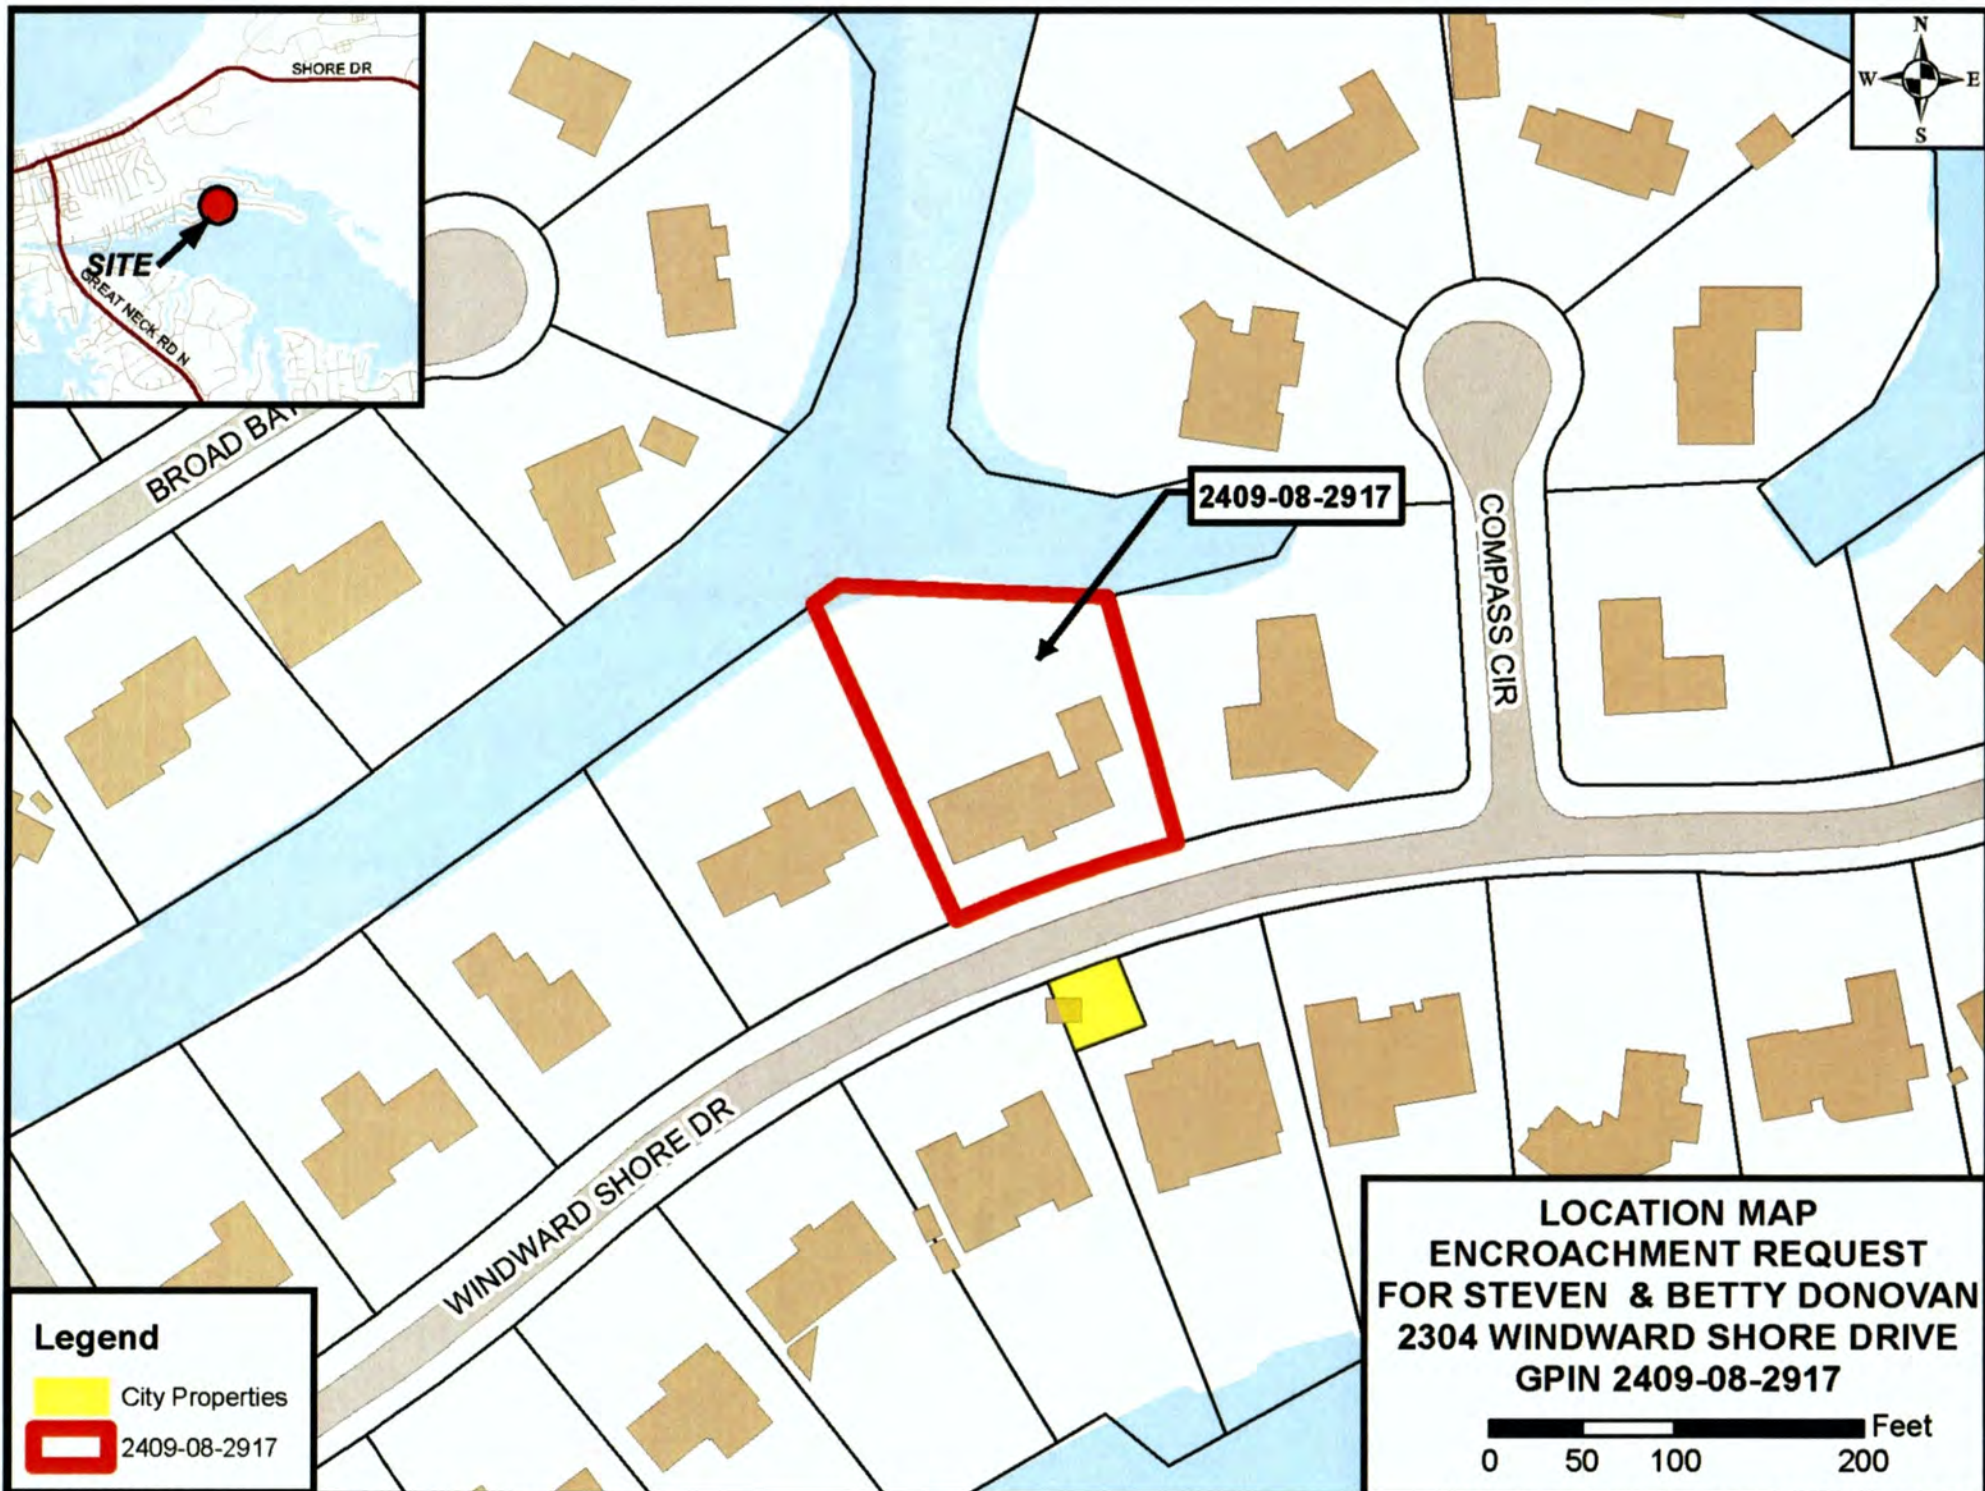 SHORE DR
SITE
GREAT NECK RD N
N
W E
S
BROAD BAY
2409-08-2917
COMPASS CIR
WINDWARD SHORE DR
Legend
City Properties
2409-08-2917
LOCATION MAP
ENCROACHMENT REQUEST
FOR STEVEN & BETTY DONOVAN
2304 WINDWARD SHORE DRIVE
GPIN 2409-08-2917
Feet
0 50 100 200